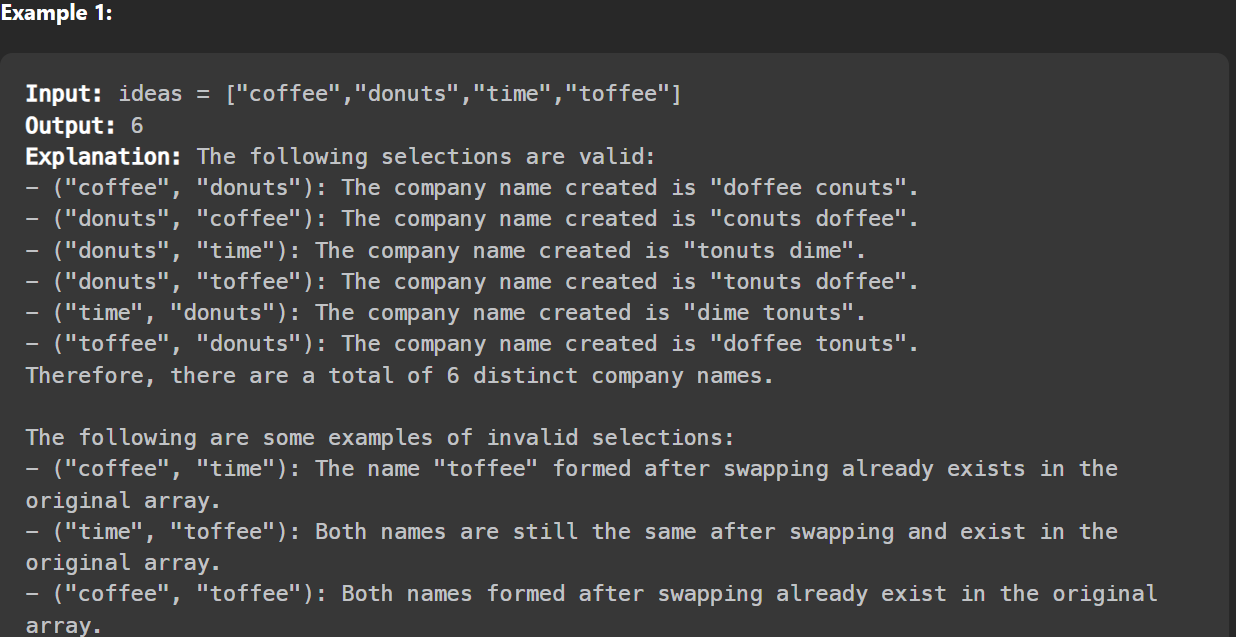 Example 1:
Input: ideas = ["coffee","donuts","time","toffee"]
Output: 6
Explanation: The following selections are valid:
- ("coffee", "donuts"): The company name created is "doffee conuts".
- ("donuts", "coffee"): The company name created is "conuts doffee".
- ("donuts", "time"): The company name created is "tonuts dime".
- ("donuts", "toffee"): The company name created is "tonuts doffee".
- ("time", "donuts"): The company name created is "dime tonuts".
- ("toffee", "donuts"): The company name created is "doffee tonuts".
Therefore, there are a total of 6 distinct company names.
The following are some examples of invalid selections:
- ("coffee", "time"): The name "toffee" formed after swapping already exists in the
original array.
- ("time", "toffee"): Both names are still the same after swapping and exist in the
original array.
- ("coffee", "toffee"): Both names formed after swapping already exist in the original
array.